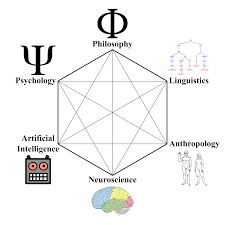 Φ
Philosophy
Ψ
Psychology
Linguistics
Artificial
Intelligence
Anthropology
Neuroscience